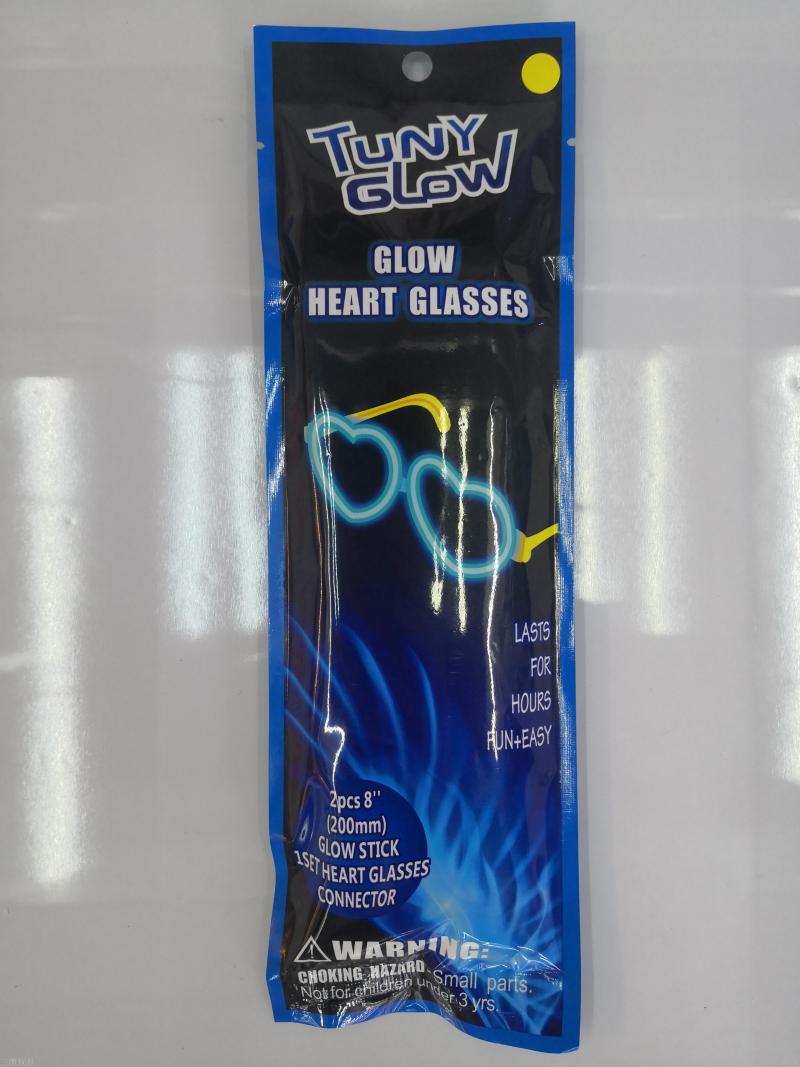 TUNY
GLOW
GLOW
HEART GLASSES
LASTS
FOR
HOURS
FUN+EASY
2pcs 8''
(200mm)
GLOW STICK
1SET HEART GLASSES
CONNECTOR
WARNING:
CHOKING HAZARD-Small parts.
Not for children under 3 yrs.